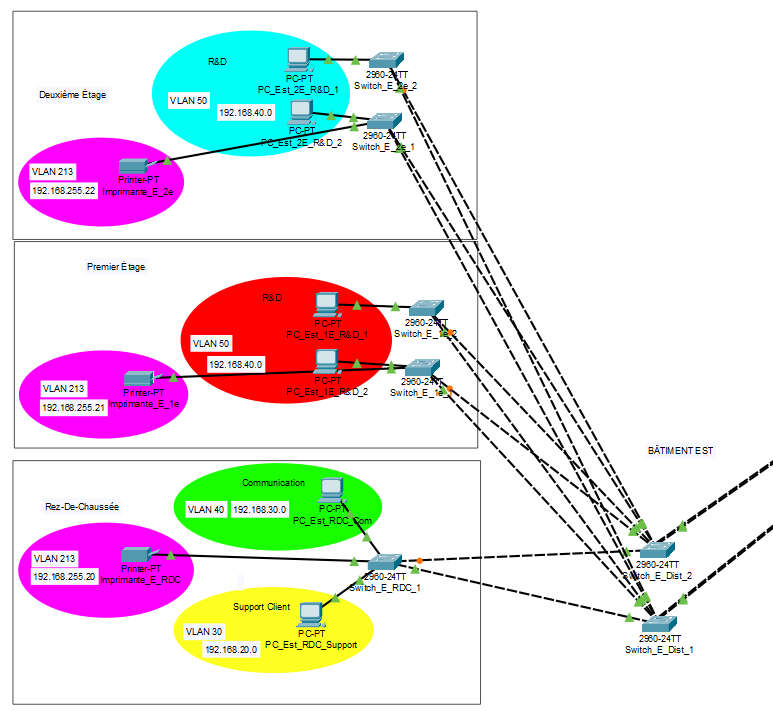 R&D
PC-PT
PC_Est_2E_R&D_1
2960-24TT
Switch_E_2e_2
Deuxième Étage
VLAN 50
192.168.40.0
PC-PT
PC_Est_2E_R&D_2
2960-24TT
Switch_E_2e_1
VLAN 213
192.168.255.22
Printer-PT
Imprimante_E_2e
Premier Étage
R&D
PC-PT
PC_Est_1E_R&D_1
2960-24TT
Switch_E_1e_2
VLAN 50
192.168.40.0
PC-PT
PC_Est_1E_R&D_2
2960-24TT
Switch_E_1e_1
VLAN 213
192.168.255.21
Printer-PT
Imprimante_E_1e
BÂTIMENT EST
Communication
VLAN 40
192.168.30.0
PC-PT
PC_Est_RDC_Com
Rez-De-Chaussée
VLAN 213
192.168.255.20
Printer-PT
Imprimante_E_RDC
2960-24TT
Switch_E_RDC_1
2960-24TT
Switch_E_Dist_2
Support Client
VLAN 30
192.168.20.0
PC-PT
PC_Est_RDC_Support
2960-24TT
Switch_E_Dist_1